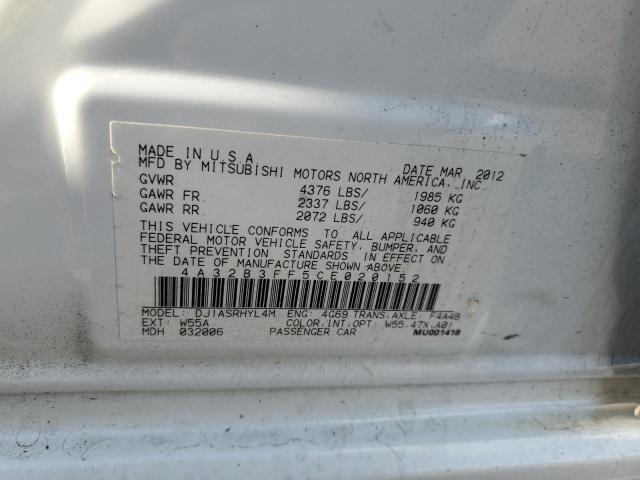 MADE IN U.S.A. DATE MAR 2012
MFD BY MITSUBISHI MOTORS NORTH AMERICA, INC
GVWR 4376 LBS/ 1985 KG
GAWR FR. 2337 LBS/ 1060 KG
GAWR RR. 2072 LBS/ 940 KG
THIS VEHICLE CONFORMS TO ALL APPLICABLE
FEDERAL MOTOR VEHICLE SAFETY, BUMPER, AND
THEFT PREVENTION STANDARDS IN EFFECT ON
THE DATE OF MANUFACTURE SHOWN ABOVE.
4A32B3FF5CE020152
MODEL: DJ1ASRHYL4M ENG: 4G69 TRANS.AXLE F4A4B
EXT: W55A COLOR.INT.OPT: W55.47X.A01
MDH 032006 PASSENGER CAR MU001418